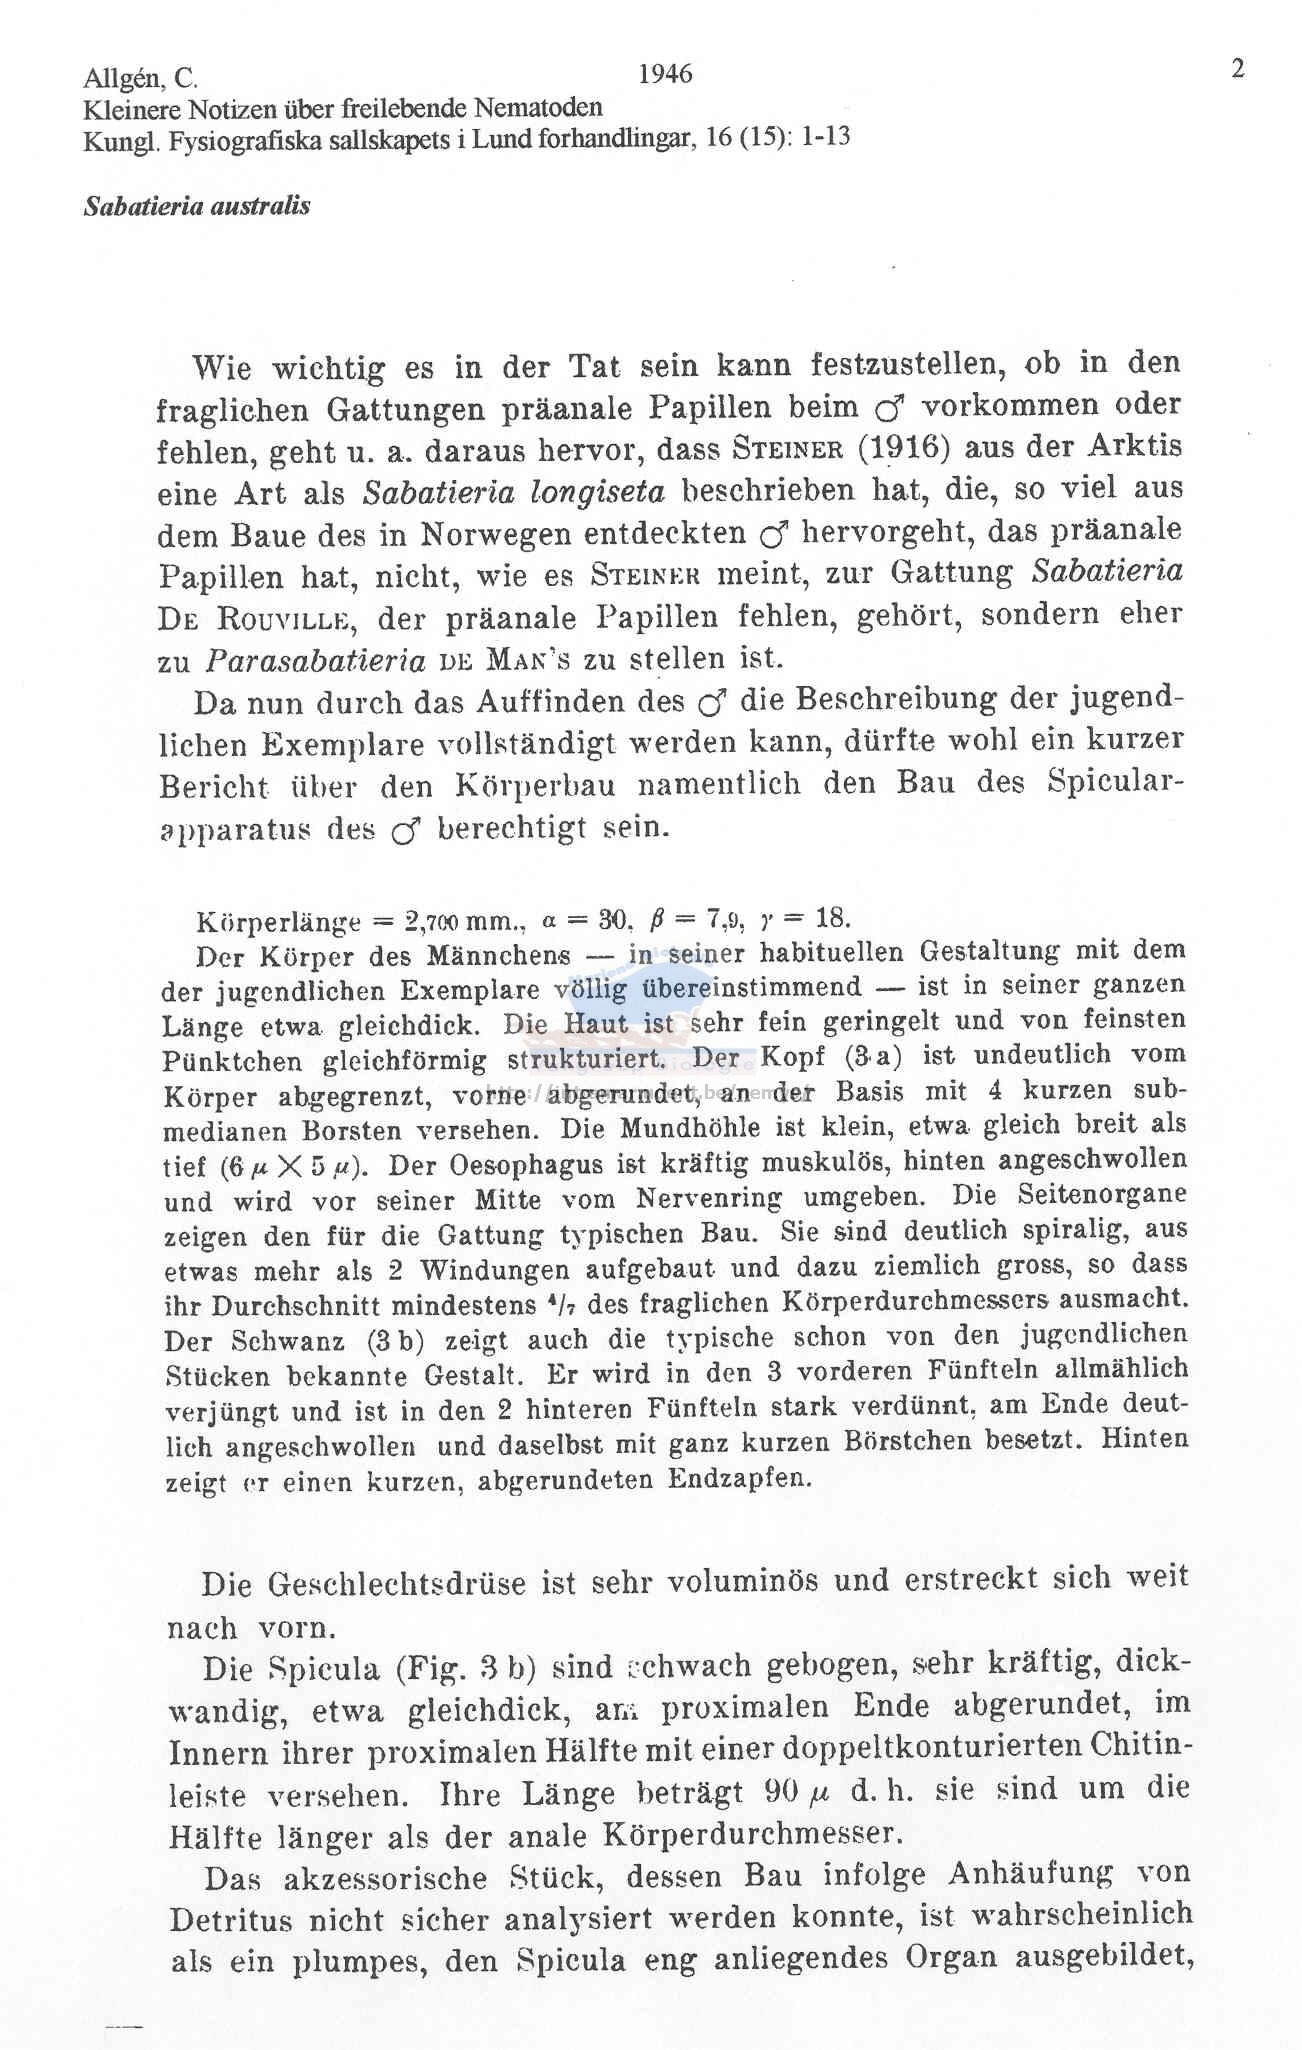 Allgén, C.
1946
2
Kleinere Notizen über freilebende Nematoden
Kungl. Fysiografiska sallskapets i Lund forhandlingar, 16 (15): 1-13
Sabatieria australis
Wie wichtig es in der Tat sein kann festzustellen, ob in den
fraglichen Gattungen präanale Papillen beim ♂ vorkommen oder
fehlen, geht u. a. daraus hervor, dass STEINER (1916) aus der Arktis
eine Art als Sabatieria longiseta beschrieben hat, die, so viel aus
dem Baue des in Norwegen entdeckten ♂ hervorgeht, das präanale
Papillen hat, nicht, wie es STEINER meint, zur Gattung Sabatieria
DE ROUVILLE, der präanale Papillen fehlen, gehört, sondern eher
zu Parasabatieria DE MAN's zu stellen ist.
Da nun durch das Auffinden des ♂ die Beschreibung der jugend-
lichen Exemplare vollständigt werden kann, dürfte wohl ein kurzer
Bericht über den Körperbau namentlich den Bau des Spicular-
apparatus des ♂ berechtigt sein.
Körperlänge = 2,700 mm., α = 30, β = 7,9, γ = 18.
Der Körper des Männchens — in seiner habituellen Gestaltung mit dem
der jugendlichen Exemplare völlig übereinstimmend — ist in seiner ganzen
Länge etwa gleichdick. Die Haut ist sehr fein geringelt und von feinsten
Pünktchen gleichförmig strukturiert. Der Kopf (3 a) ist undeutlich vom
Körper abgegrenzt, vorne abgerundet, an der Basis mit 4 kurzen sub-
medianen Borsten versehen. Die Mundhöhle ist klein, etwa gleich breit als
tief (6 μ X 5 μ). Der Oesophagus ist kräftig muskulös, hinten angeschwollen
und wird vor seiner Mitte vom Nervenring umgeben. Die Seitenorgane
zeigen den für die Gattung typischen Bau. Sie sind deutlich spiralig, aus
etwas mehr als 2 Windungen aufgebaut und dazu ziemlich gross, so dass
ihr Durchschnitt mindestens 4/7 des fraglichen Körperdurchmessers ausmacht.
Der Schwanz (3 b) zeigt auch die typische schon von den jugendlichen
Stücken bekannte Gestalt. Er wird in den 3 vorderen Fünfteln allmählich
verjüngt und ist in den 2 hinteren Fünfteln stark verdünnt, am Ende deut-
lich angeschwollen und daselbst mit ganz kurzen Börstchen besetzt. Hinten
zeigt er einen kurzen, abgerundeten Endzapfen.
Die Geschlechtsdrüse ist sehr voluminös und erstreckt sich weit
nach vorn.
Die Spicula (Fig. 3 b) sind schwach gebogen, sehr kräftig, dick-
wandig, etwa gleichdick, am proximalen Ende abgerundet, im
Innern ihrer proximalen Hälfte mit einer doppeltkonturierten Chitin-
leiste versehen. Ihre Länge beträgt 90 μ d. h. sie sind um die
Hälfte länger als der anale Körperdurchmesser.
Das akzessorische Stück, dessen Bau infolge Anhäufung von
Detritus nicht sicher analysiert werden konnte, ist wahrscheinlich
als ein plumpes, den Spicula eng anliegendes Organ ausgebildet,